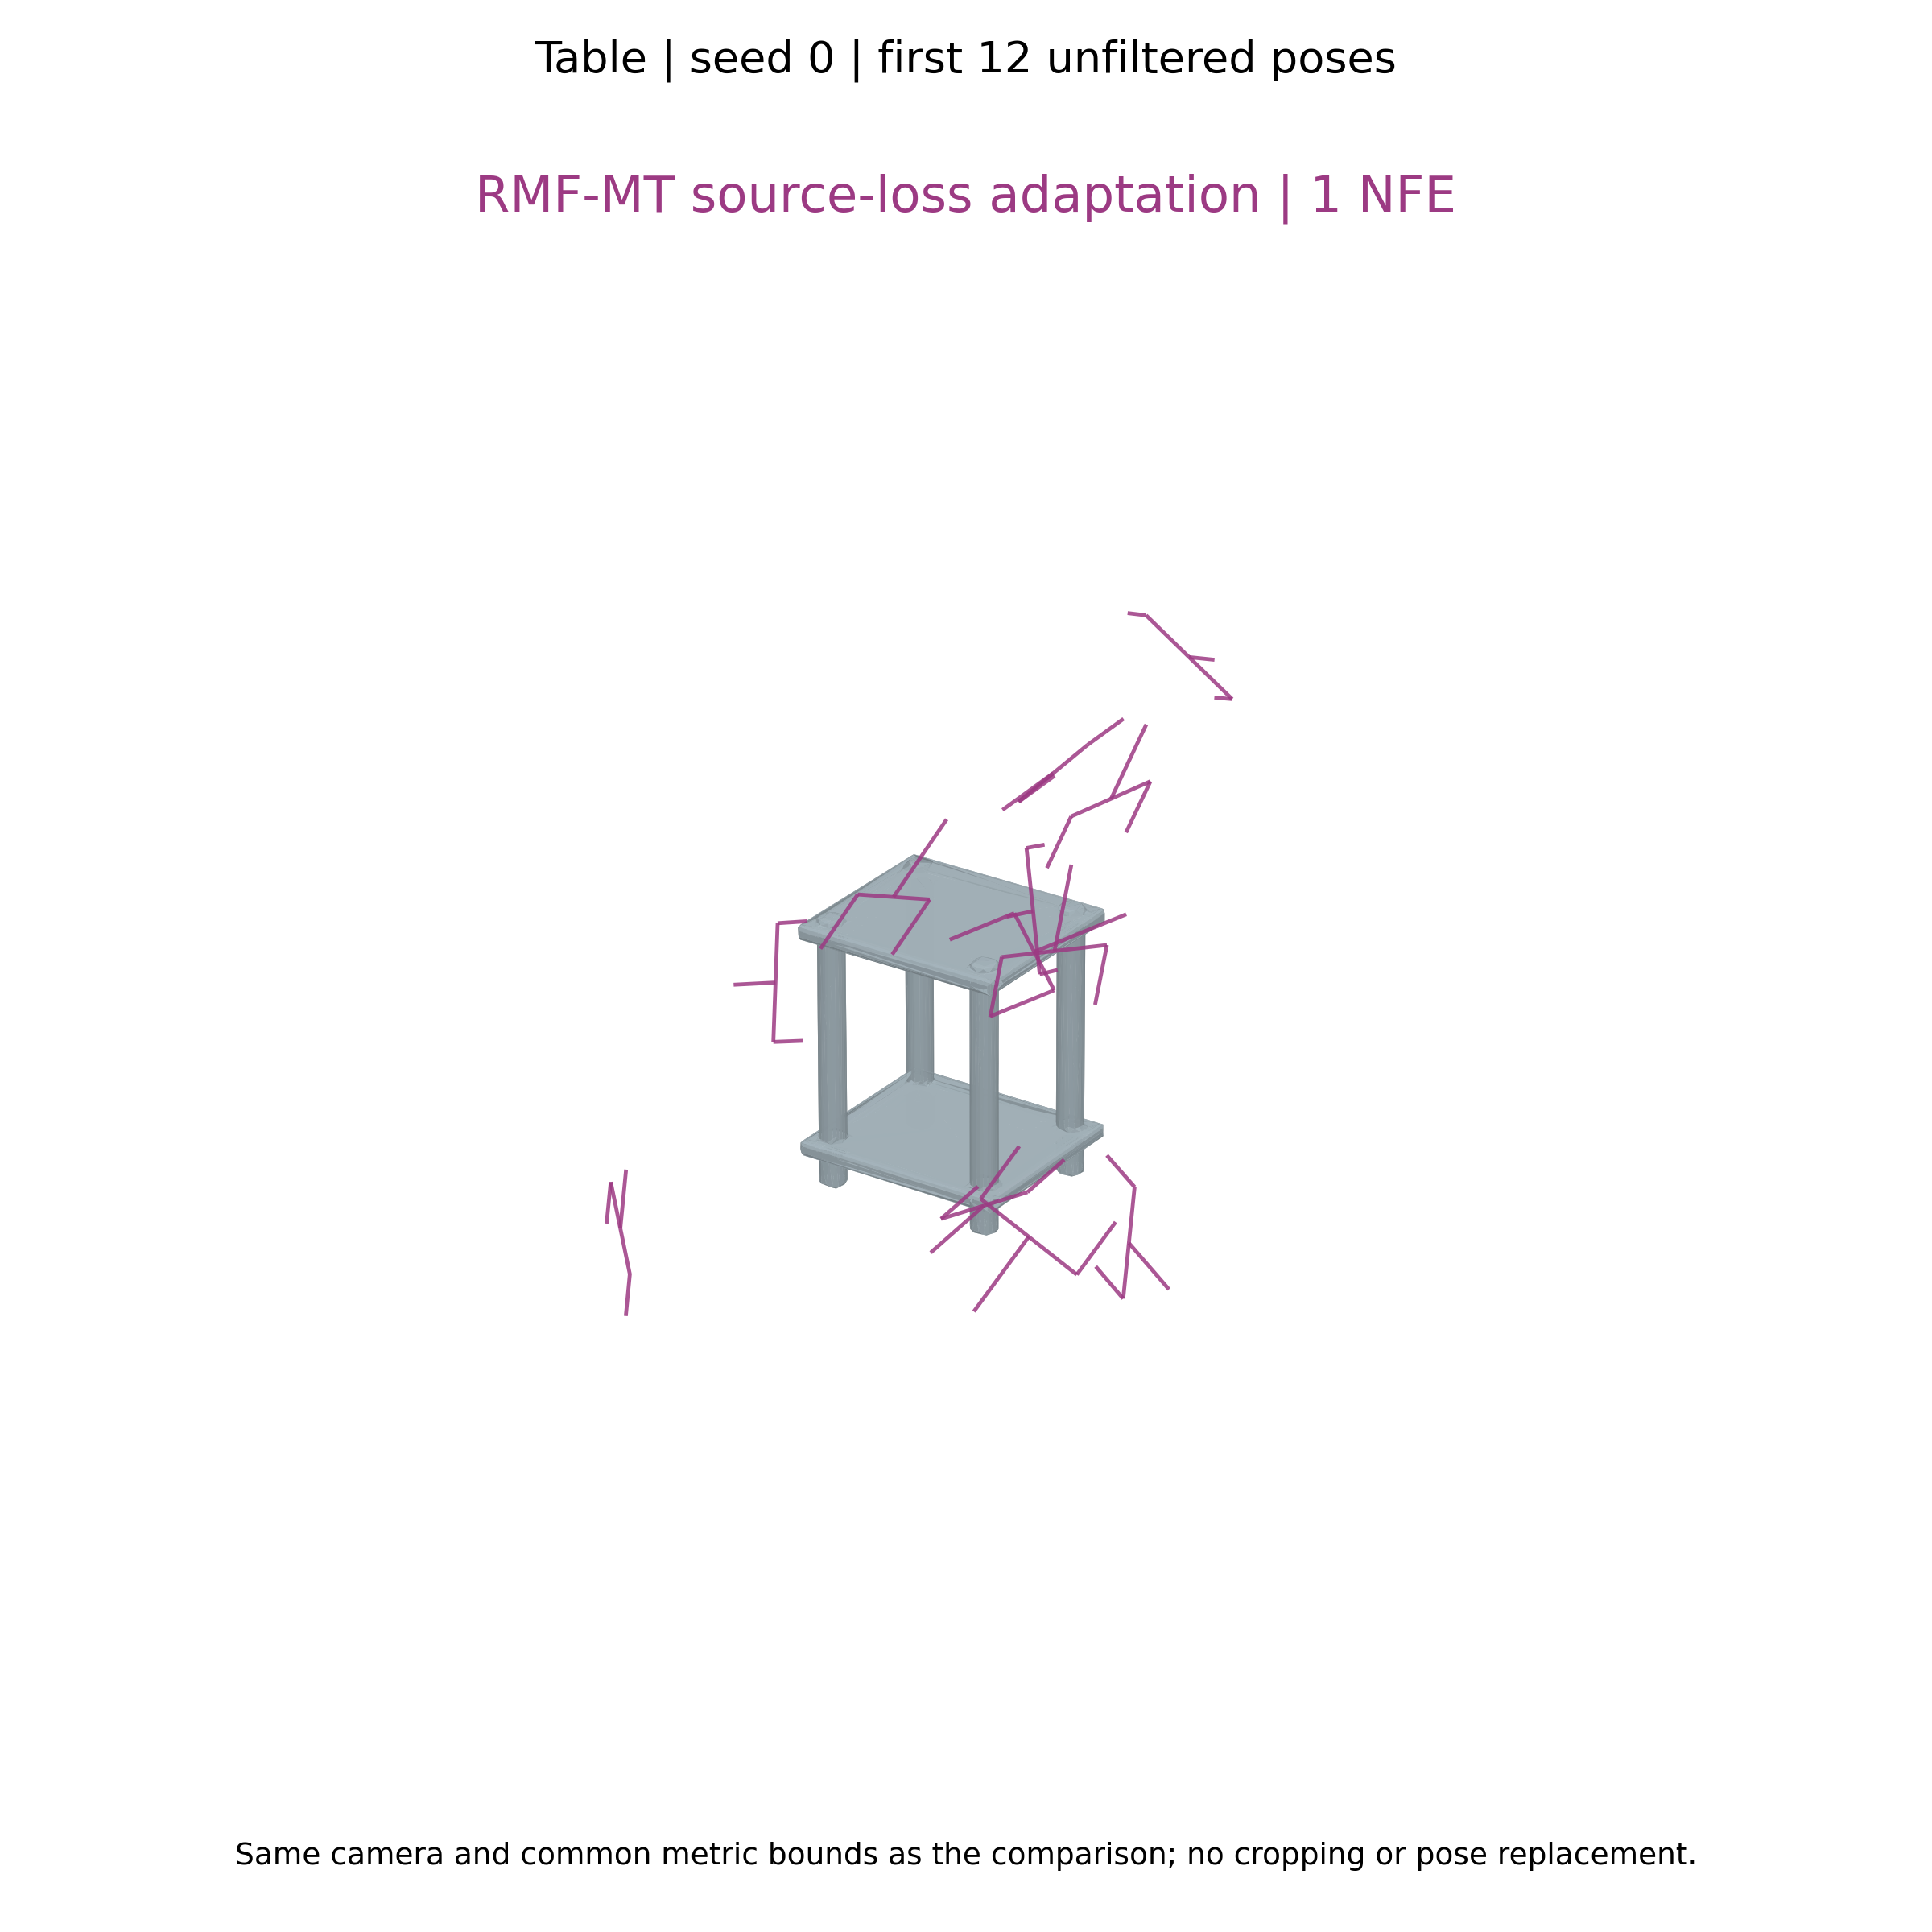 Table | seed 0 | first 12 unfiltered poses
RMF-MT source-loss adaptation | 1 NFE
Same camera and common metric bounds as the comparison; no cropping or pose replacement.